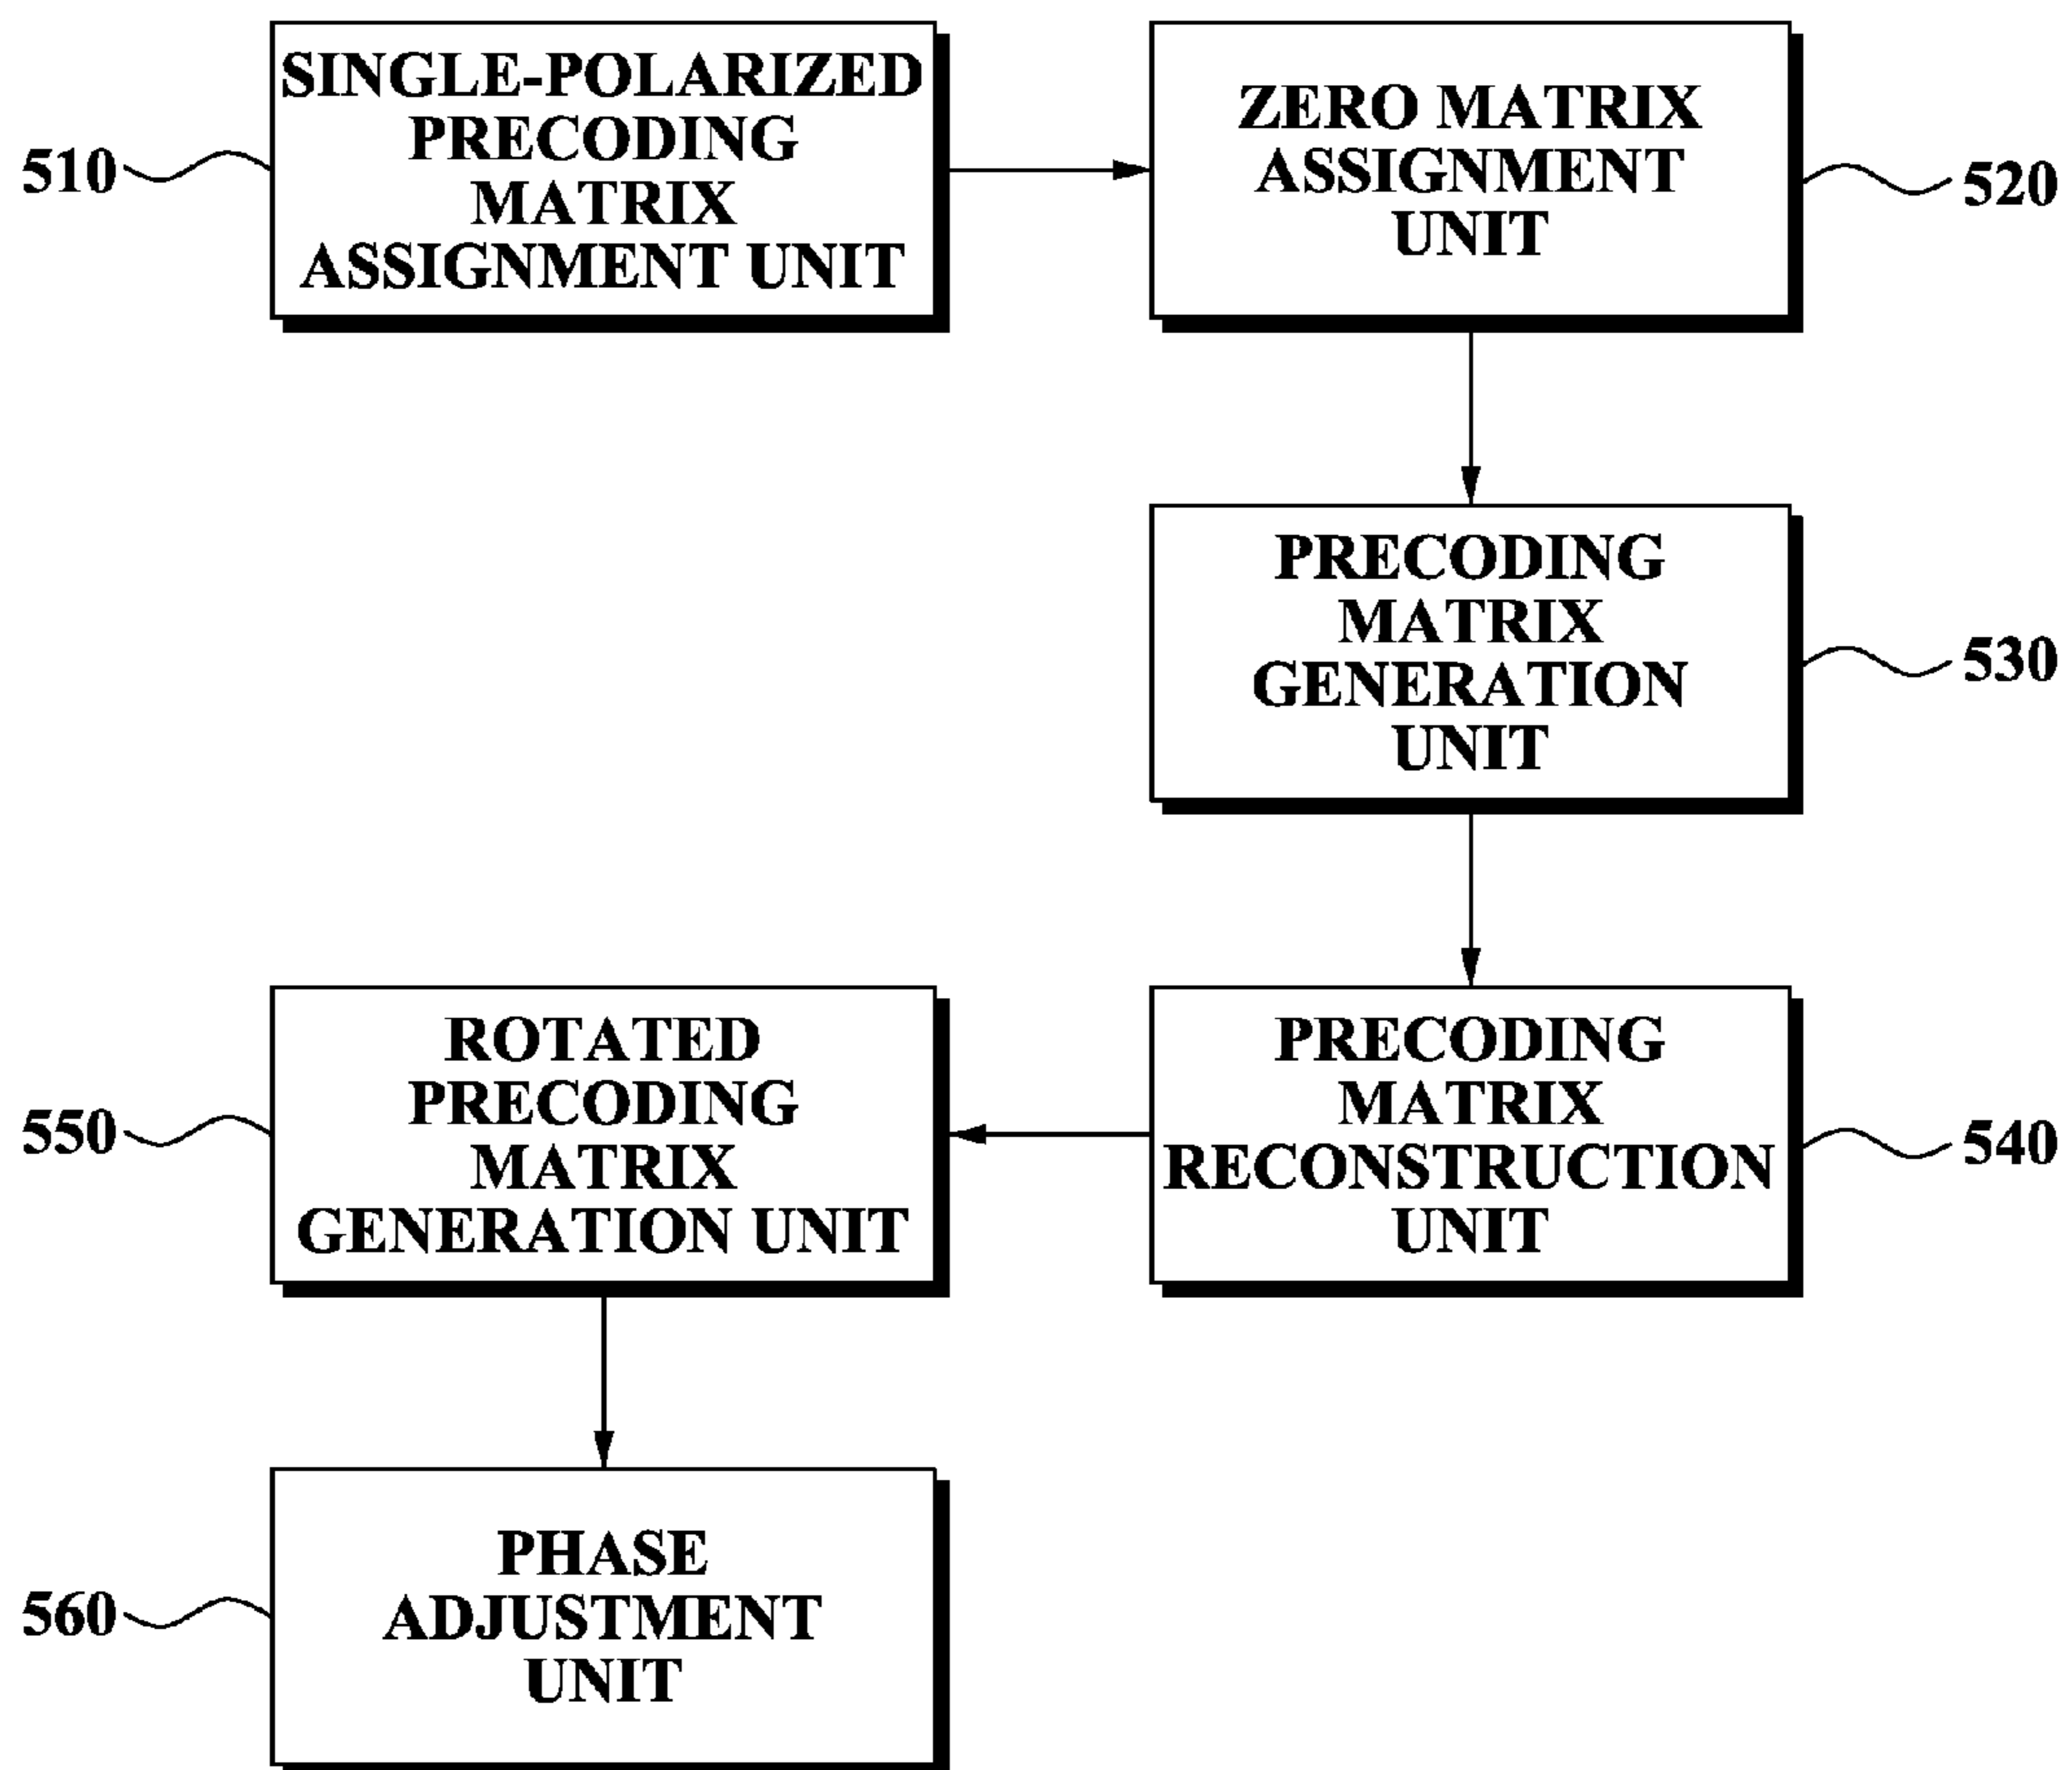 SINGLE-POLARIZED
PRECODING
MATRIX
ASSIGNMENT UNIT
510
ZERO MATRIX
ASSIGNMENT
UNIT
520
PRECODING
MATRIX
GENERATION
UNIT
530
PRECODING
MATRIX
RECONSTRUCTION
UNIT
540
ROTATED
PRECODING
MATRIX
GENERATION UNIT
550
PHASE
ADJUSTMENT
UNIT
560